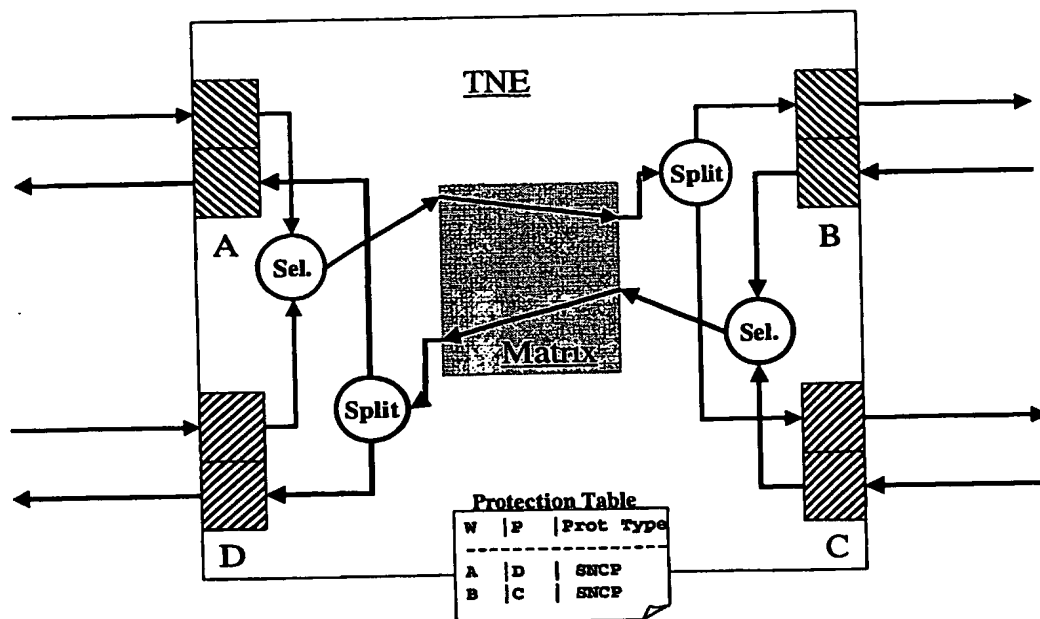 TNE
Split
A
B
Sel.
Sel.
Matrix
Split
Protection Table
W |P |Prot Type
--------------------
A |D | SNCP
B |C | SNCP
D
C